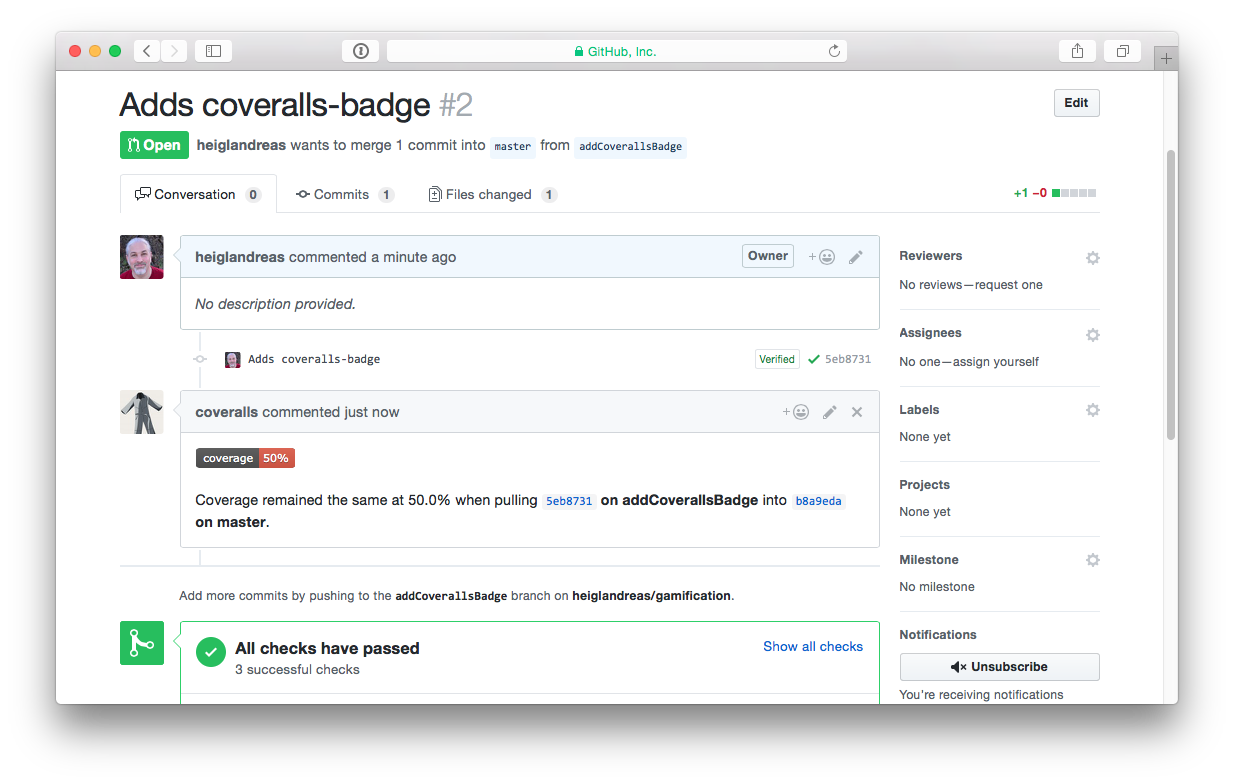 GitHub, Inc.
Adds coveralls-badge #2
Edit
Open heiglandreas wants to merge 1 commit into master from addCoverallsBadge
Conversation 0 Commits 1 Files changed 1 +1 −0
heiglandreas commented a minute ago Owner +
No description provided.
Adds coveralls-badge Verified 5eb8731
coveralls commented just now +
coverage 50%
Coverage remained the same at 50.0% when pulling 5eb8731 on addCoverallsBadge into b8a9eda
on master.
Add more commits by pushing to the addCoverallsBadge branch on heiglandreas/gamification.
All checks have passed
3 successful checks
Show all checks
Reviewers
No reviews—request one
Assignees
No one—assign yourself
Labels
None yet
Projects
None yet
Milestone
No milestone
Notifications
Unsubscribe
You're receiving notifications